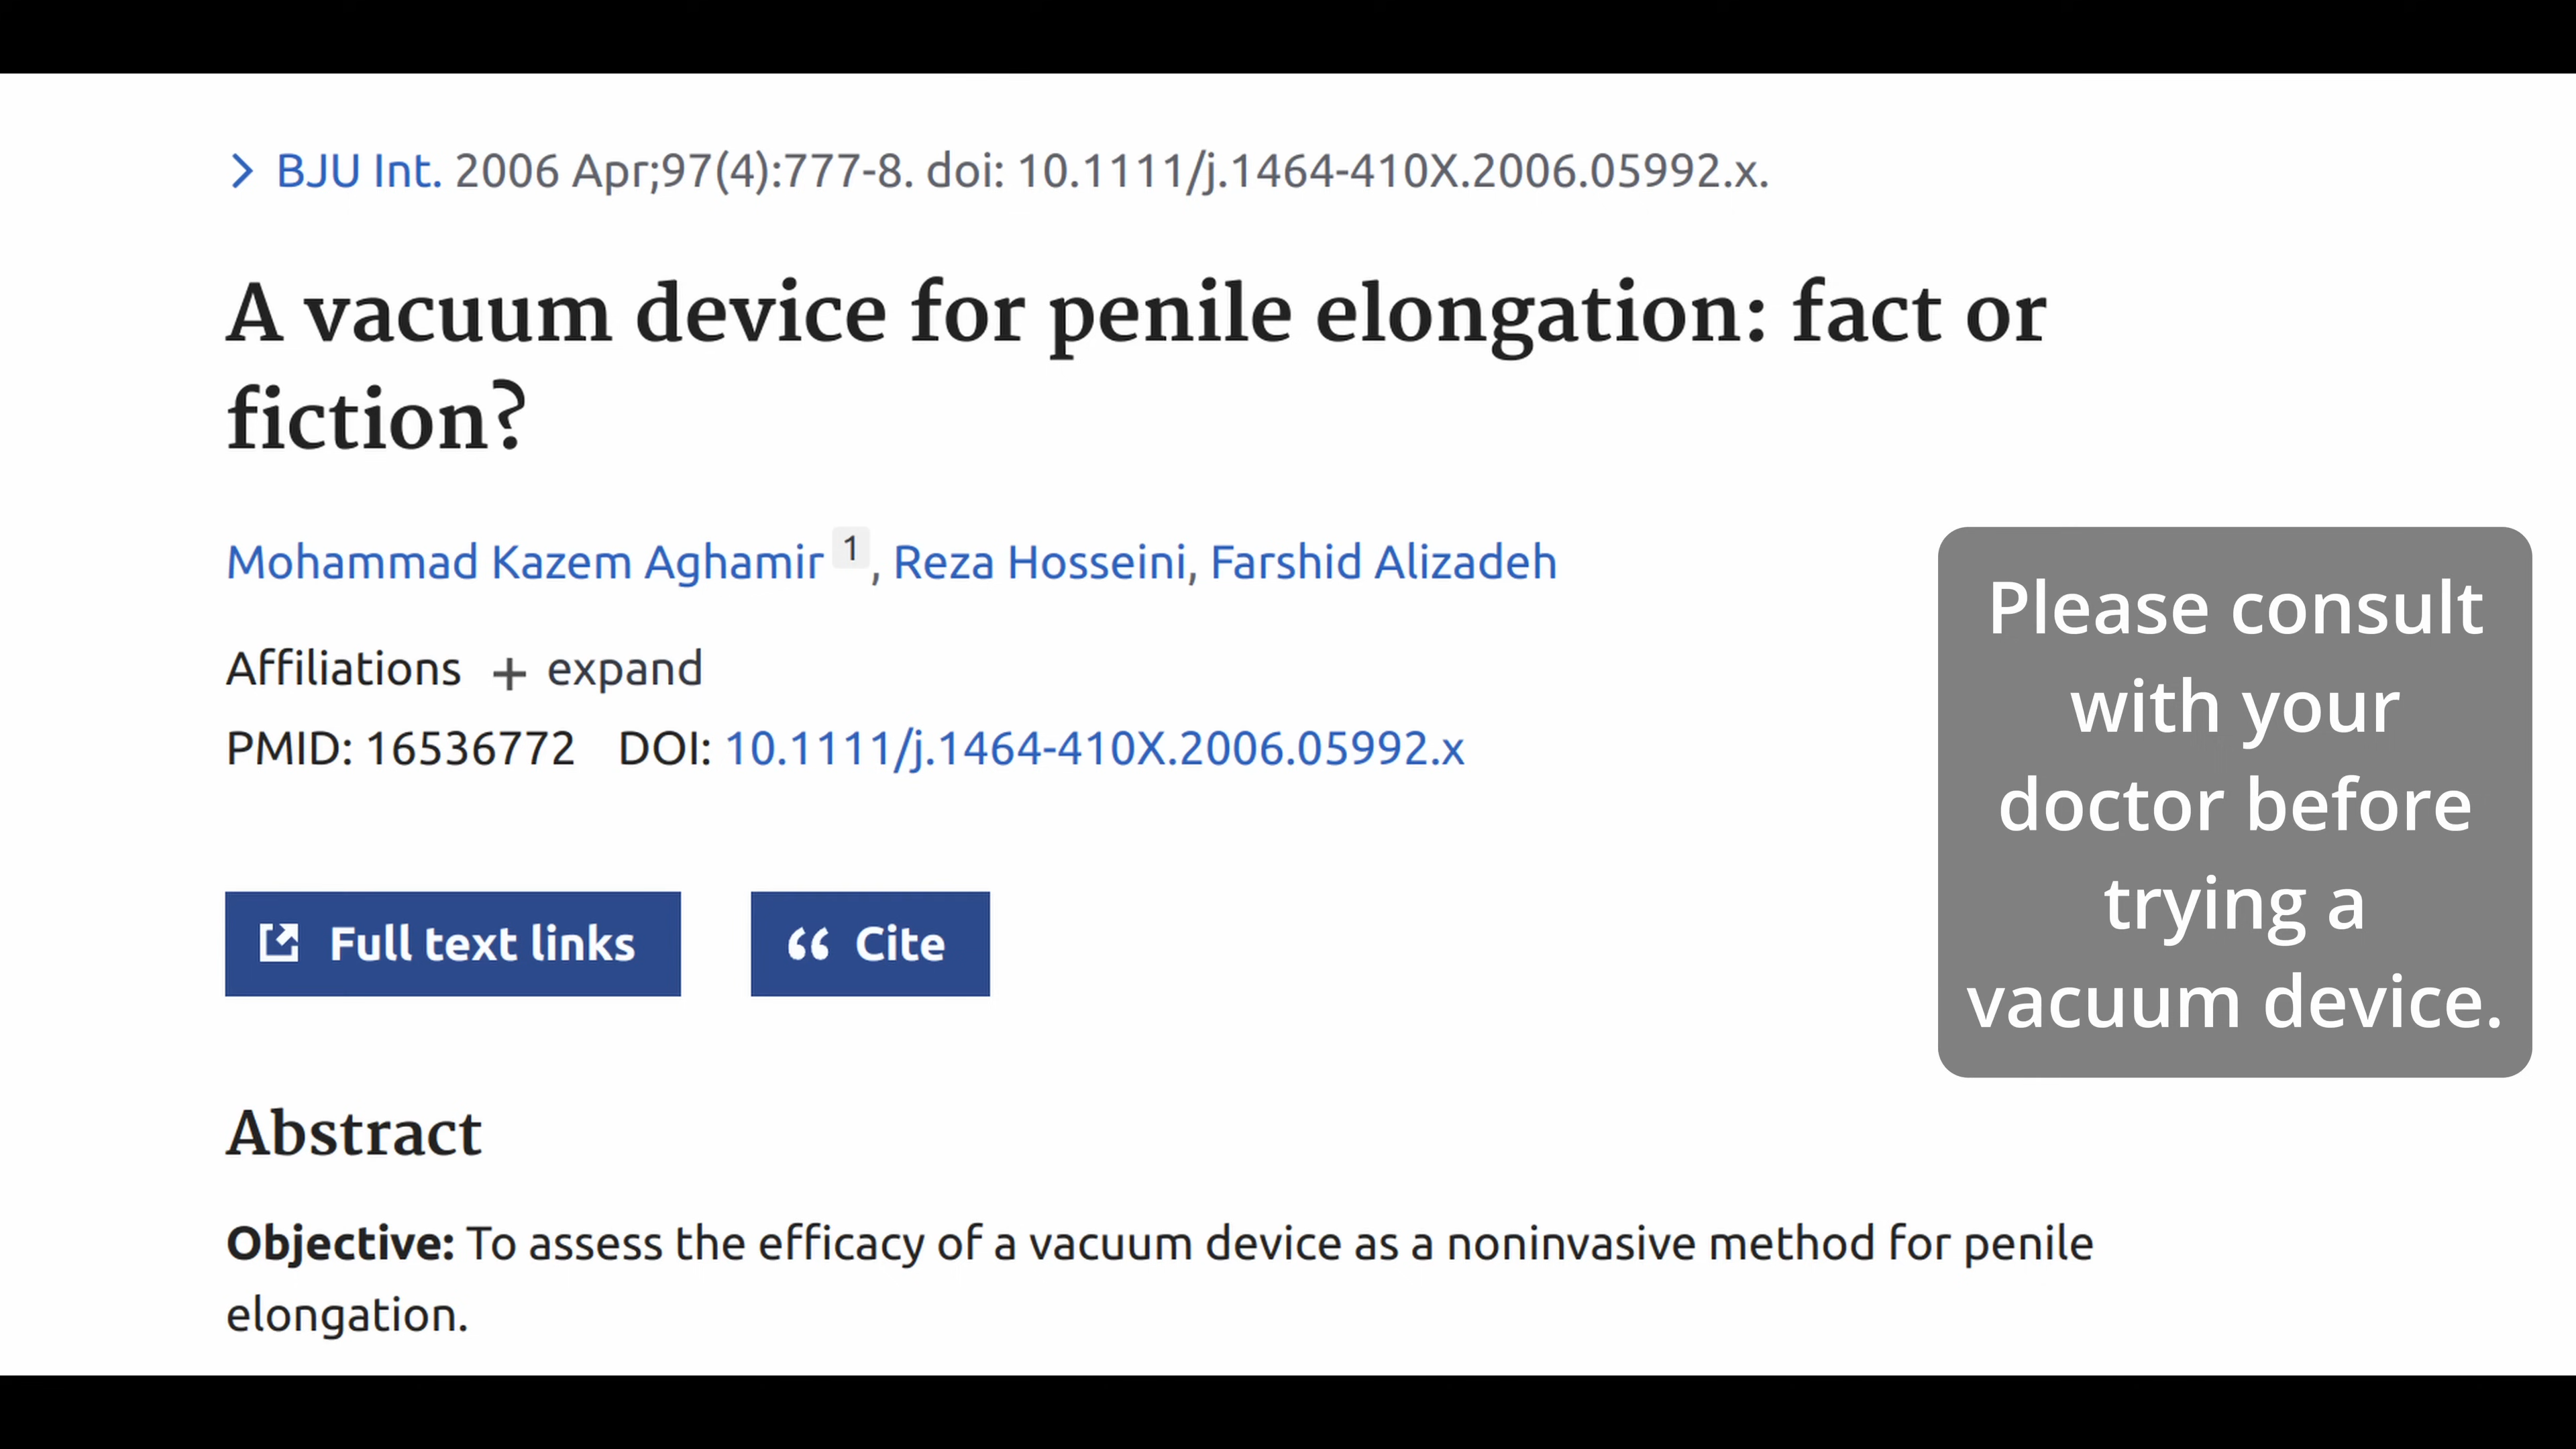 BJU Int. 2006 Apr;97(4):777-8. doi: 10.1111/j.1464-410X.2006.05992.x.
A vacuum device for penile elongation: fact or
fiction?
Mohammad Kazem Aghamir 1, Reza Hosseini, Farshid Alizadeh
Affiliations + expand
PMID: 16536772 DOI: 10.1111/j.1464-410X.2006.05992.x
Full text links
Cite
Abstract
Objective: To assess the efficacy of a vacuum device as a noninvasive method for penile
elongation.
Please consult
with your
doctor before
trying a
vacuum device.